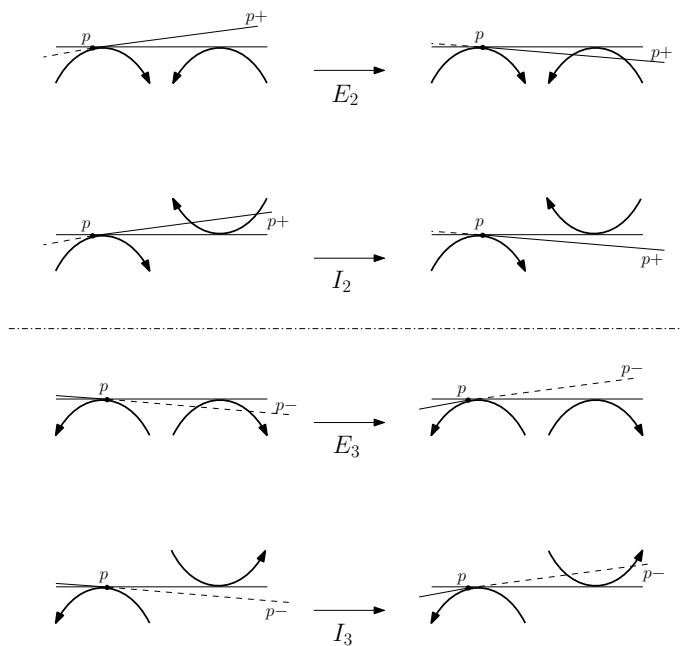 p p+ p p+
E₂
p p+ p p+
I₂
p p− p p−
E₃
p p− p p−
I₃